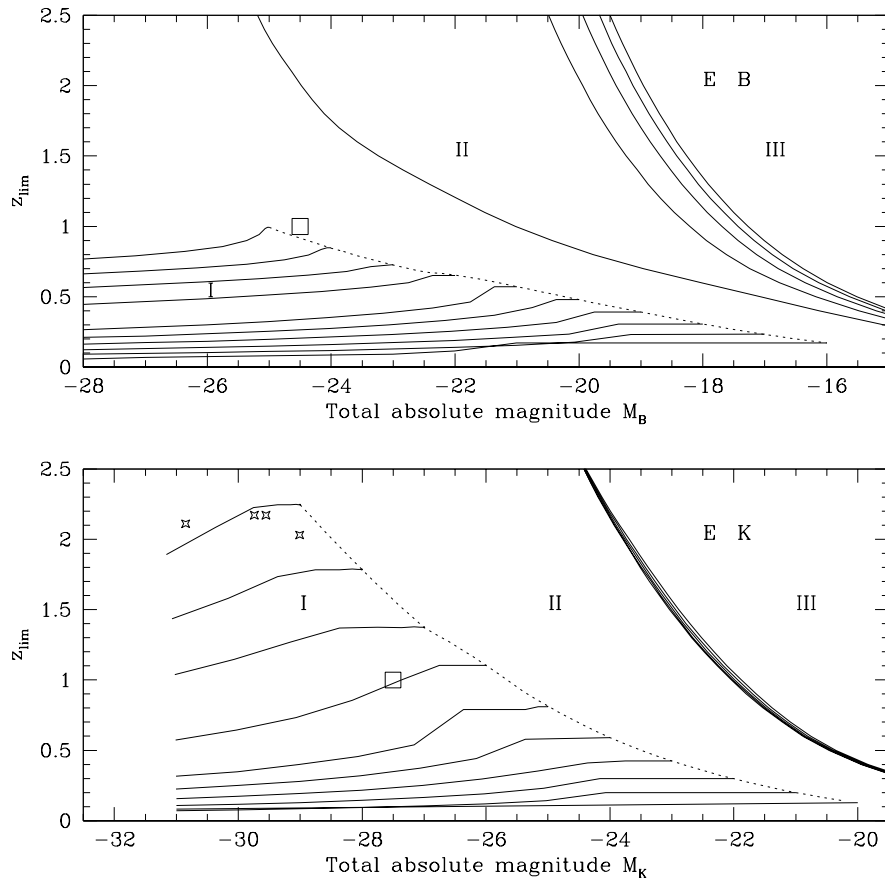 2.5
2
1.5
1
0.5
0
z_lim
E B
II
III
I
−28 −26 −24 −22 −20 −18 −16
Total absolute magnitude M_B
2.5
2
1.5
1
0.5
0
z_lim
E K
I
II
III
−32 −30 −28 −26 −24 −22 −20
Total absolute magnitude M_K